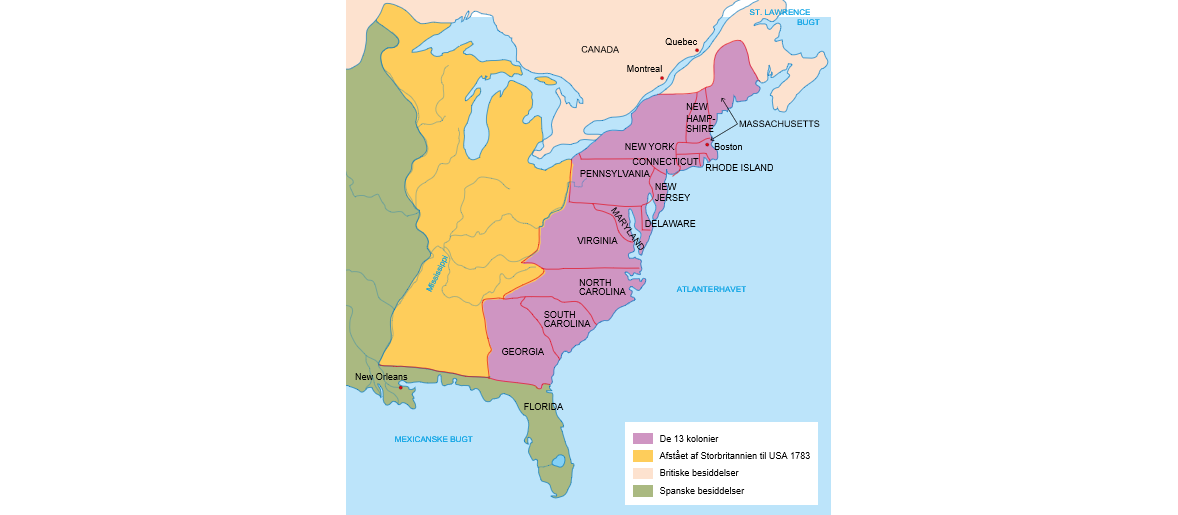 ST. LAWRENCE
BUGT
Quebec
CANADA
Montreal
NEW
HAMP-
SHIRE
MASSACHUSETTS
NEW YORK
Boston
CONNECTICUT
RHODE ISLAND
PENNSYLVANIA
NEW
JERSEY
MARYLAND
DELAWARE
VIRGINIA
Mississippi
NORTH
CAROLINA
ATLANTERHAVET
SOUTH
CAROLINA
GEORGIA
New Orleans
FLORIDA
MEXICANSKE BUGT
De 13 kolonier
Afstået af Storbritannien til USA 1783
Britiske besiddelser
Spanske besiddelser